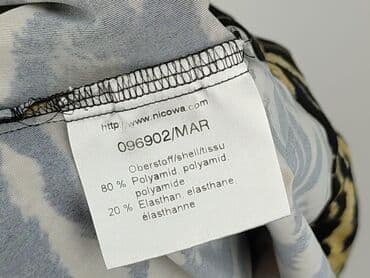 http://www.nicowa.com
096902/MAR
Oberstoff/shell/tissu
80 % Polyamid, polyamid,
polyamide
20 % Elasthan, elasthane,
élasthanne